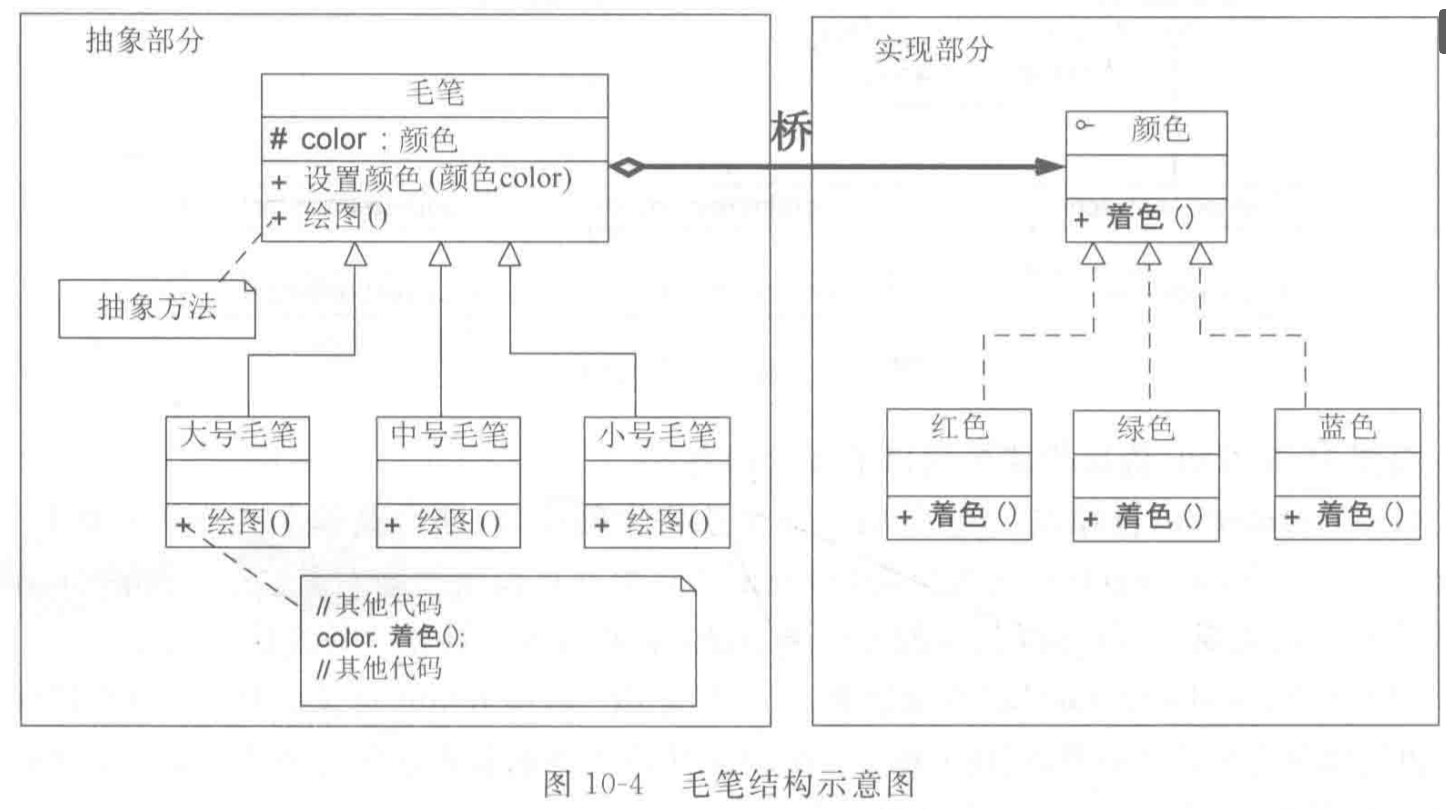 抽象部分
毛笔
# color : 颜色
+ 设置颜色(颜色color)
+ 绘图()
抽象方法
大号毛笔
+ 绘图()
中号毛笔
+ 绘图()
小号毛笔
+ 绘图()
// 其他代码
color. 着色();
// 其他代码
桥
实现部分
颜色
+ 着色()
红色
+ 着色()
绿色
+ 着色()
蓝色
+ 着色()
图 10-4 毛笔结构示意图